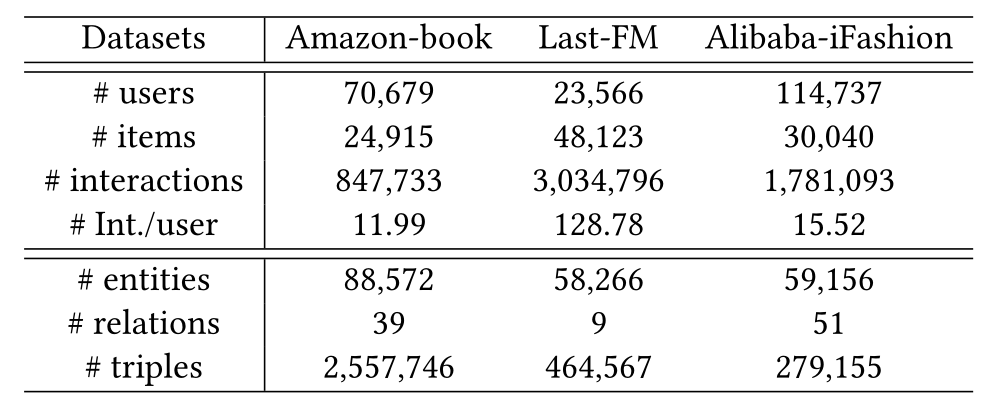 Datasets Amazon-book Last-FM Alibaba-iFashion
# users 70,679 23,566 114,737
# items 24,915 48,123 30,040
# interactions 847,733 3,034,796 1,781,093
# Int./user 11.99 128.78 15.52
# entities 88,572 58,266 59,156
# relations 39 9 51
# triples 2,557,746 464,567 279,155